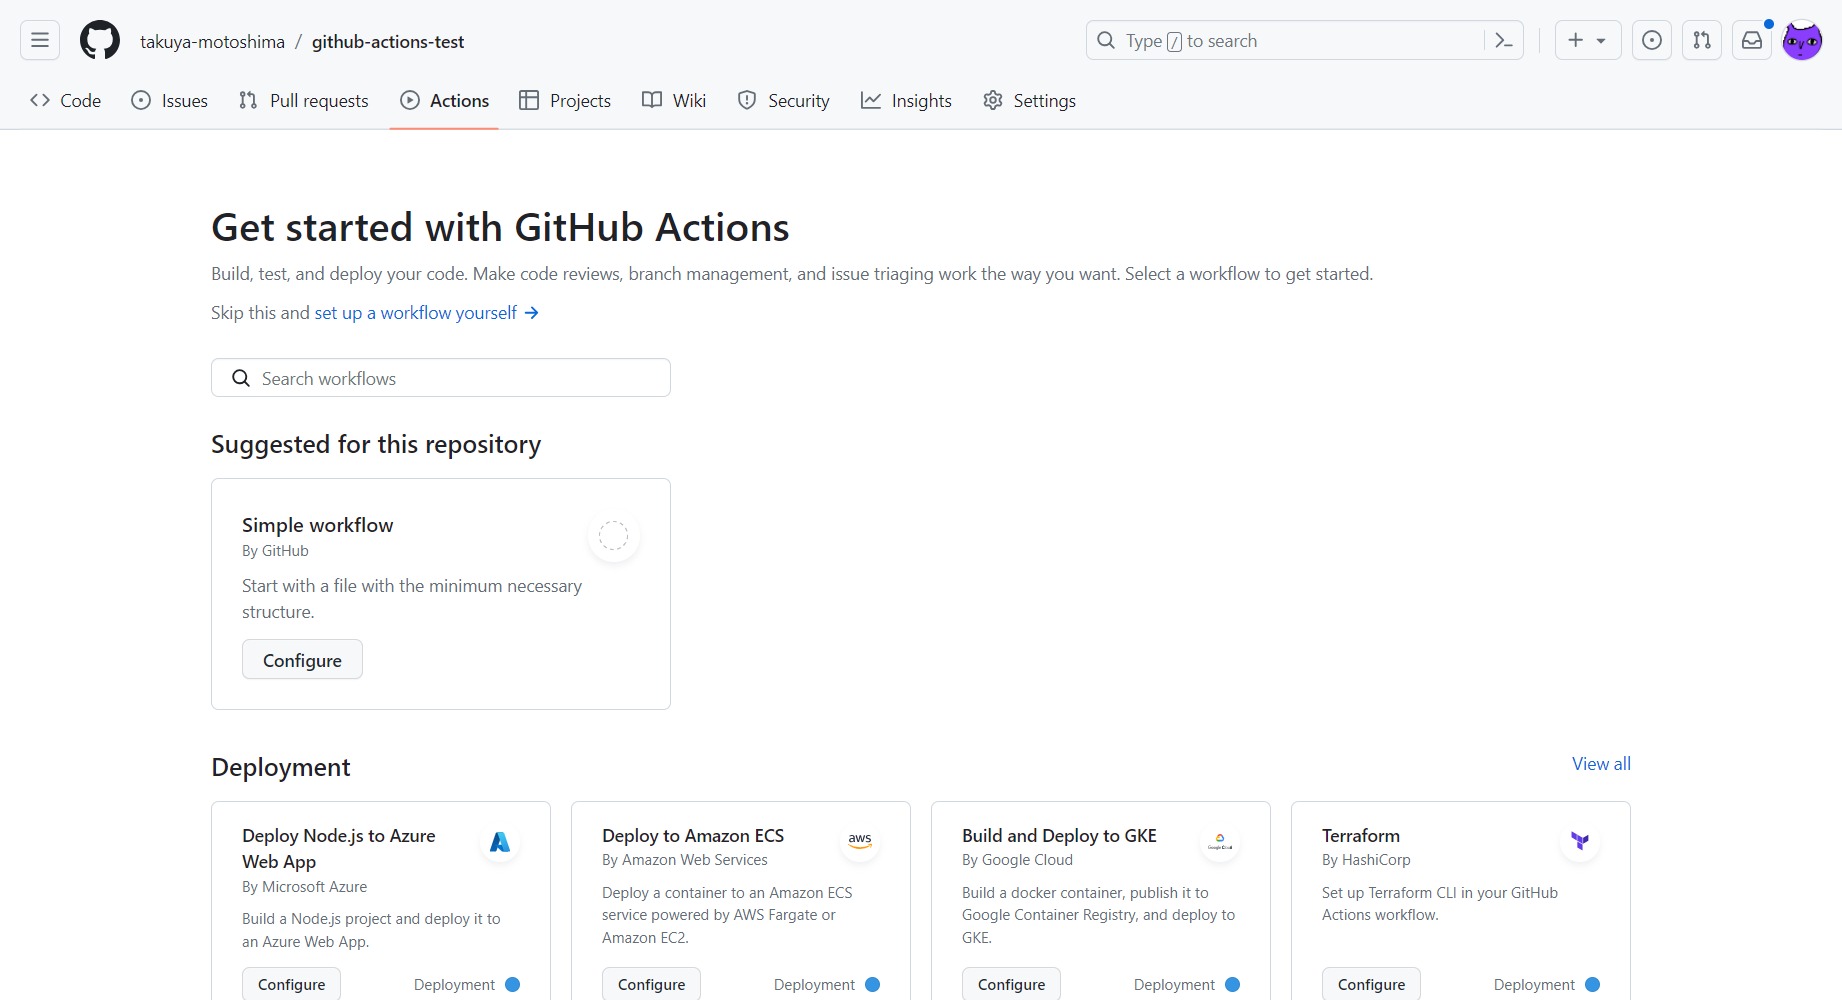 takuya-motoshima / github-actions-test
Type / to search
Code Issues Pull requests Actions Projects Wiki Security Insights Settings
Get started with GitHub Actions
Build, test, and deploy your code. Make code reviews, branch management, and issue triaging work the way you want. Select a workflow to get started.
Skip this and set up a workflow yourself →
Search workflows
Suggested for this repository
Simple workflow
By GitHub
Start with a file with the minimum necessary
structure.
Configure
Deployment
View all
Deploy Node.js to Azure
Web App
By Microsoft Azure
Build a Node.js project and deploy it to
an Azure Web App.
Configure
Deployment
Deploy to Amazon ECS
aws
By Amazon Web Services
Deploy a container to an Amazon ECS
service powered by AWS Fargate or
Amazon EC2.
Configure
Deployment
Build and Deploy to GKE
Google Cloud
By Google Cloud
Build a docker container, publish it to
Google Container Registry, and deploy to
GKE.
Configure
Deployment
Terraform
By HashiCorp
Set up Terraform CLI in your GitHub
Actions workflow.
Configure
Deployment